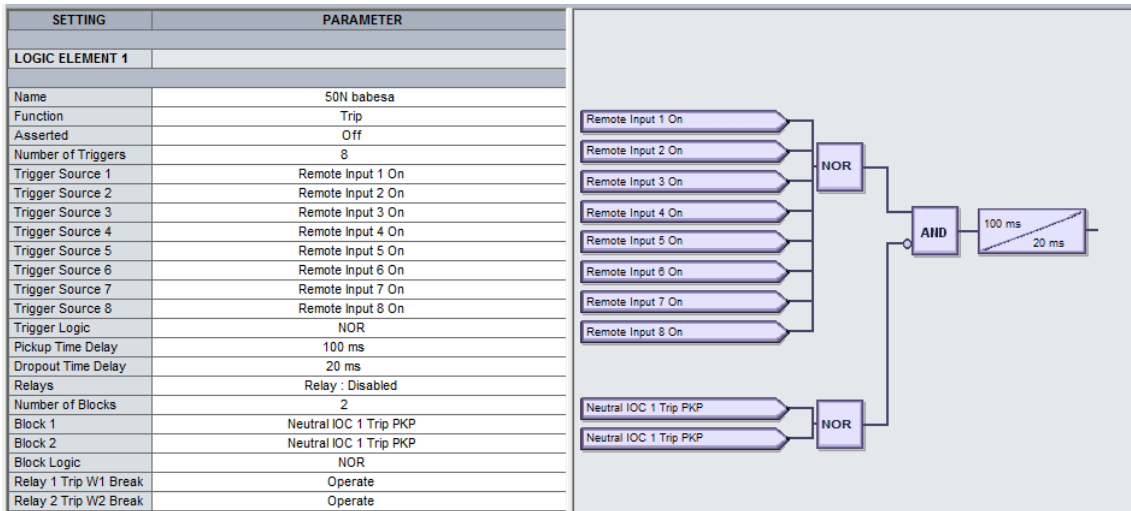 SETTING PARAMETER
LOGIC ELEMENT 1
Name 50N babesa
Function Trip
Asserted Off
Number of Triggers 8
Trigger Source 1 Remote Input 1 On
Trigger Source 2 Remote Input 2 On
Trigger Source 3 Remote Input 3 On
Trigger Source 4 Remote Input 4 On
Trigger Source 5 Remote Input 5 On
Trigger Source 6 Remote Input 6 On
Trigger Source 7 Remote Input 7 On
Trigger Source 8 Remote Input 8 On
Trigger Logic NOR
Pickup Time Delay 100 ms
Dropout Time Delay 20 ms
Relays Relay : Disabled
Number of Blocks 2
Block 1 Neutral IOC 1 Trip PKP
Block 2 Neutral IOC 1 Trip PKP
Block Logic NOR
Relay 1 Trip W1 Break Operate
Relay 2 Trip W2 Break Operate
Remote Input 1 On
Remote Input 2 On
Remote Input 3 On
Remote Input 4 On
Remote Input 5 On
Remote Input 6 On
Remote Input 7 On
Remote Input 8 On
NOR
AND
100 ms
20 ms
Neutral IOC 1 Trip PKP
Neutral IOC 1 Trip PKP
NOR